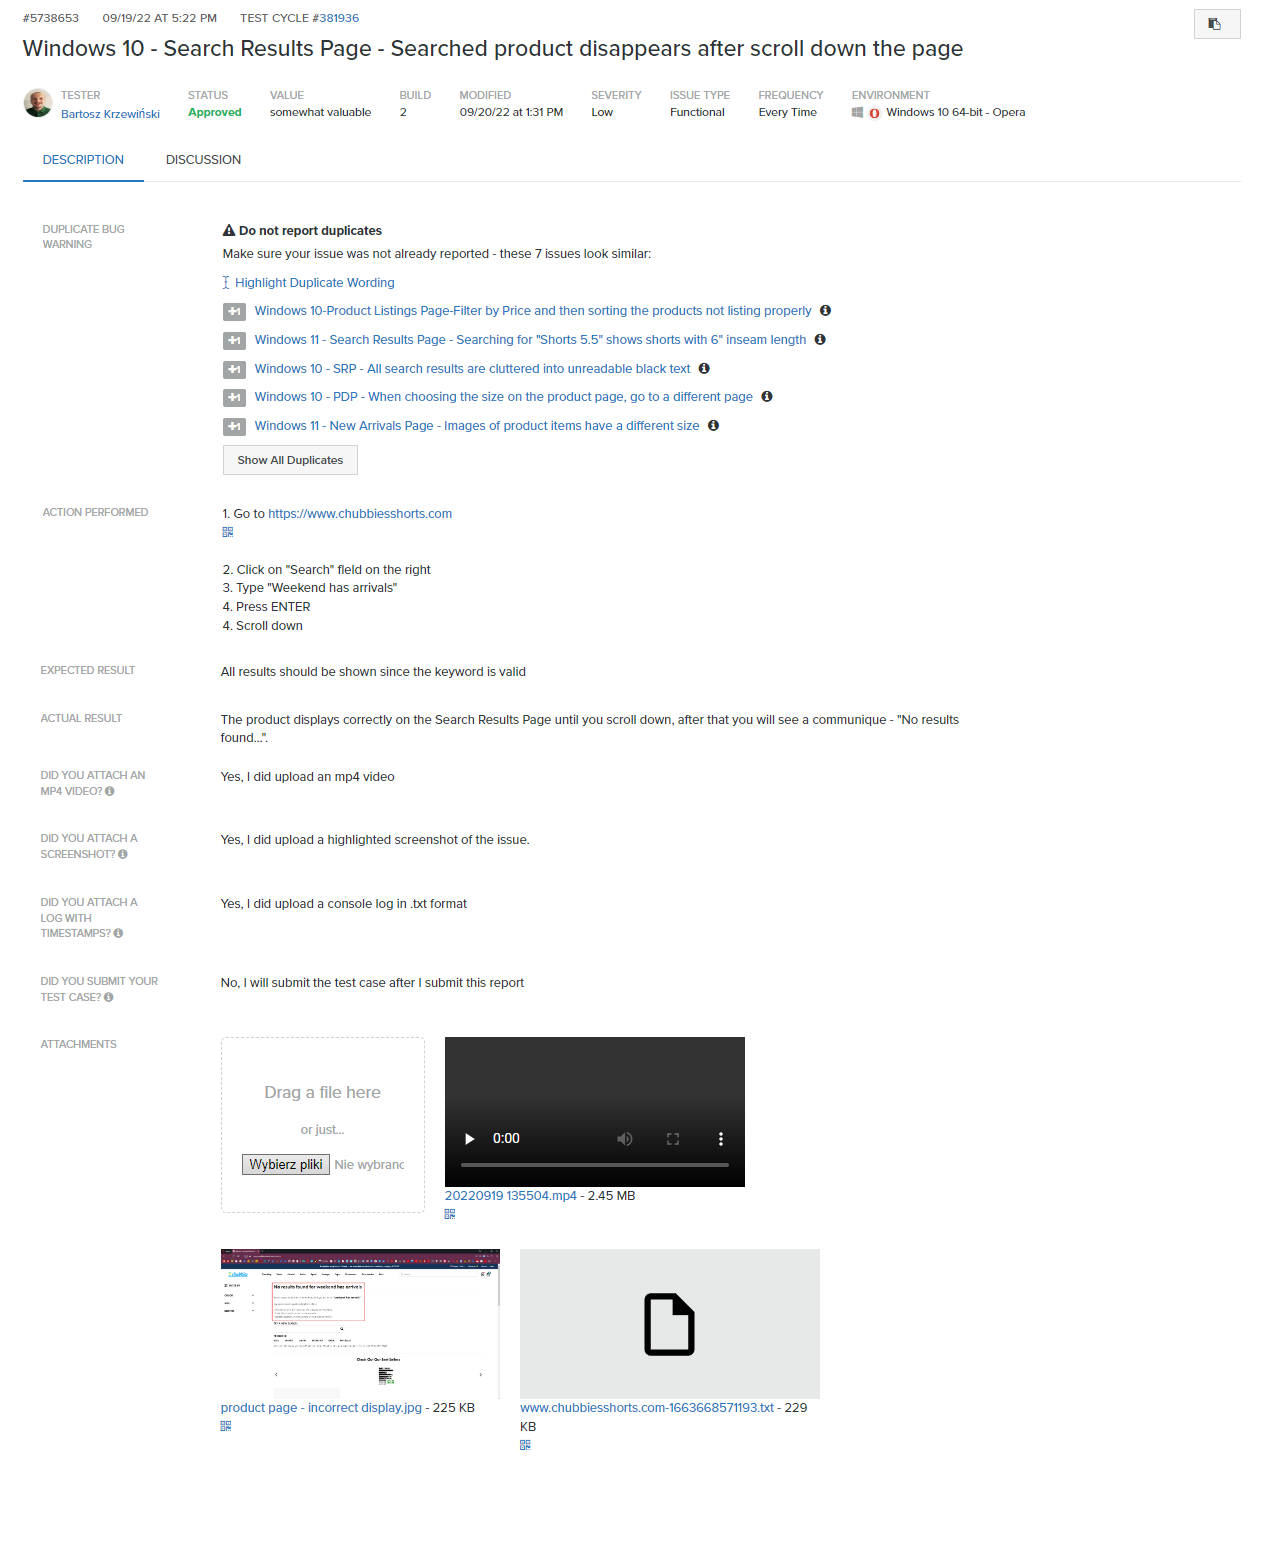 #5738653 09/19/22 AT 5:22 PM TEST CYCLE #381936
Windows 10 - Search Results Page - Searched product disappears after scroll down the page
TESTER STATUS VALUE BUILD MODIFIED SEVERITY ISSUE TYPE FREQUENCY ENVIRONMENT
Bartosz Krzewiński Approved somewhat valuable 2 09/20/22 at 1:31 PM Low Functional Every Time Windows 10 64-bit - Opera
DESCRIPTION DISCUSSION
DUPLICATE BUG
WARNING
Do not report duplicates
Make sure your issue was not already reported - these 7 issues look similar:
Highlight Duplicate Wording
+1 Windows 10-Product Listings Page-Filter by Price and then sorting the products not listing properly
+1 Windows 11 - Search Results Page - Searching for "Shorts 5.5" shows shorts with 6" inseam length
+1 Windows 10 - SRP - All search results are cluttered into unreadable black text
+1 Windows 10 - PDP - When choosing the size on the product page, go to a different page
+1 Windows 11 - New Arrivals Page - Images of product items have a different size
Show All Duplicates
ACTION PERFORMED
1. Go to https://www.chubbiesshorts.com
2. Click on "Search" field on the right
3. Type "Weekend has arrivals"
4. Press ENTER
4. Scroll down
EXPECTED RESULT
All results should be shown since the keyword is valid
ACTUAL RESULT
The product displays correctly on the Search Results Page until you scroll down, after that you will see a communique - "No results
found...".
DID YOU ATTACH AN
MP4 VIDEO?
Yes, I did upload an mp4 video
DID YOU ATTACH A
SCREENSHOT?
Yes, I did upload a highlighted screenshot of the issue.
DID YOU ATTACH A
LOG WITH
TIMESTAMPS?
Yes, I did upload a console log in .txt format
DID YOU SUBMIT YOUR
TEST CASE?
No, I will submit the test case after I submit this report
ATTACHMENTS
Drag a file here
or just...
Wybierz pliki Nie wybranc
0:00
20220919 135504.mp4 - 2.45 MB
No results found for weekend has arrivals
Check Out Our Best Sellers
product page - incorrect display.jpg - 225 KB
www.chubbiesshorts.com-1663668571193.txt - 229
KB